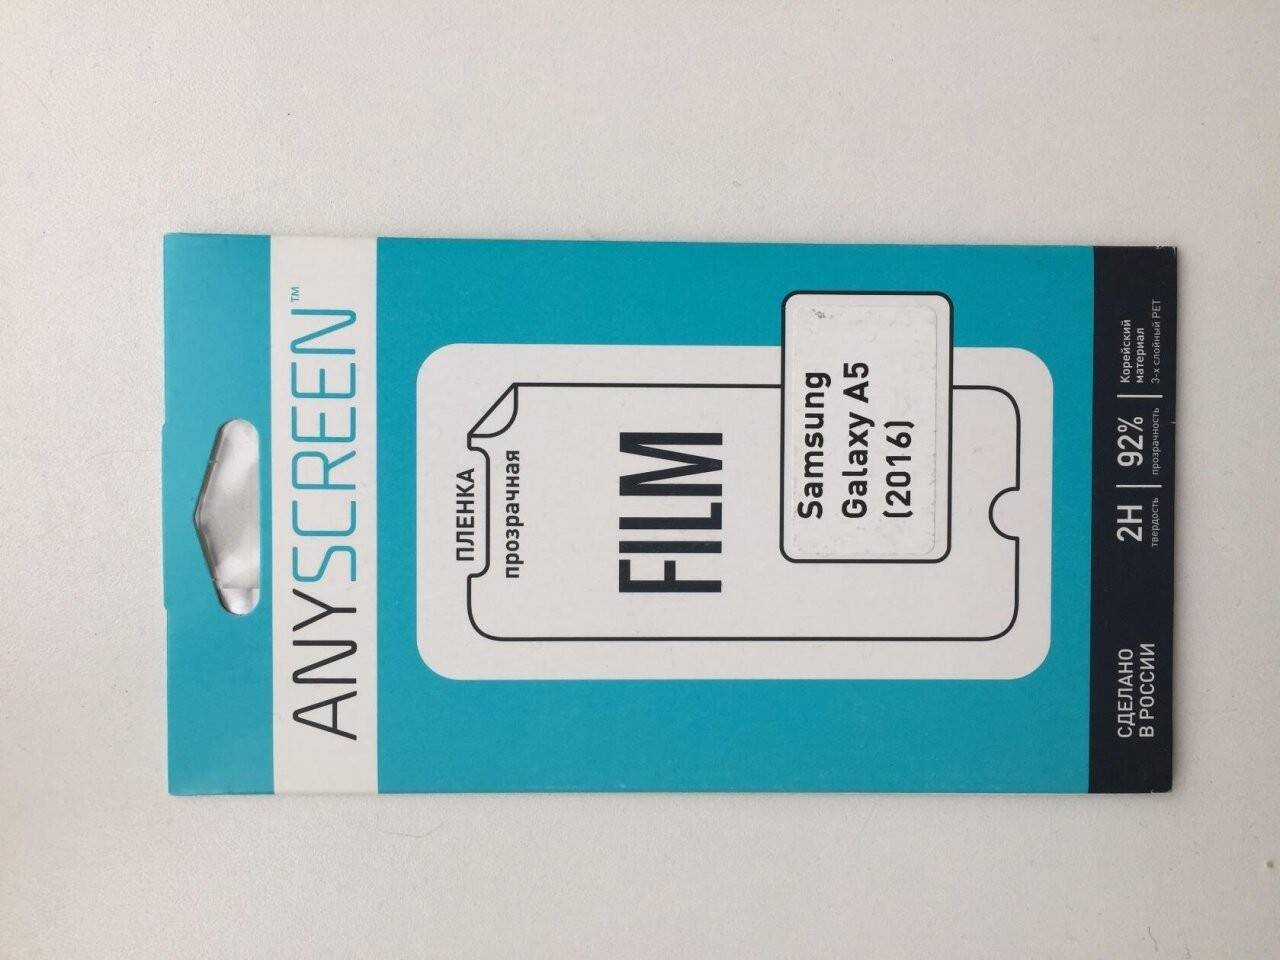 ANYSCREEN™
ПЛЕНКА
прозрачная
FILM
Samsung
Galaxy A5
(2016)
СДЕЛАНО
В РОССИИ
2H
твердость
92%
прозрачность
Корейский
материал
3-х слойный PET